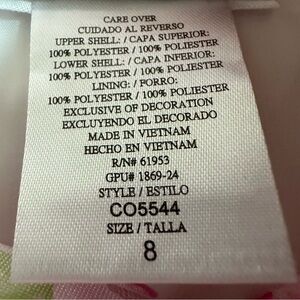 CARE OVER
CUIDADO AL REVERSO
UPPER SHELL: / CAPA SUPERIOR:
100% POLYESTER / 100% POLIESTER
LOWER SHELL: / CAPA INFERIOR:
100% POLYESTER / 100% POLIESTER
LINING: / FORRO:
100% POLYESTER / 100% POLIESTER
EXCLUSIVE OF DECORATION
EXCLUYENDO EL DECORADO
MADE IN VIETNAM
HECHO EN VIETNAM
R/N# 61953
GPU# 1869-24
STYLE / ESTILO
CO5544
SIZE / TALLA
8